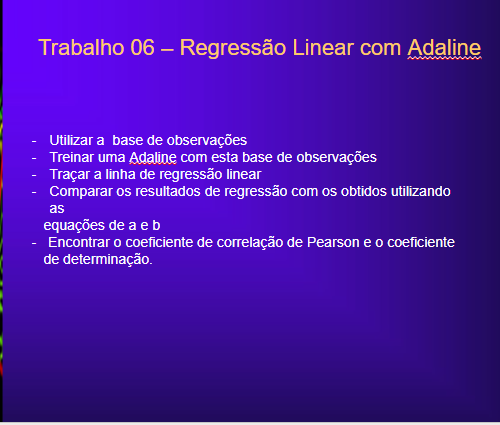 Trabalho 06 – Regressão Linear com Adaline
- Utilizar a base de observações
- Treinar uma Adaline com esta base de observações
- Traçar a linha de regressão linear
- Comparar os resultados de regressão com os obtidos utilizando
as
equações de a e b
- Encontrar o coeficiente de correlação de Pearson e o coeficiente
de determinação.